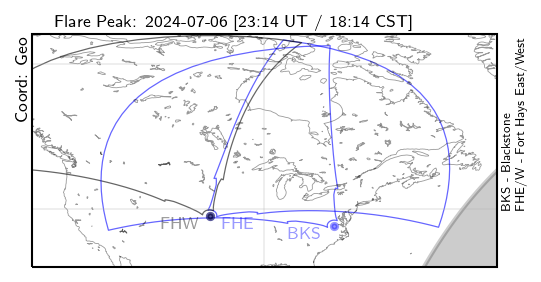 Flare Peak: 2024-07-06 [23:14 UT / 18:14 CST]
Coord: Geo
FHW
FHE
BKS
BKS - Blackstone
FHE/W - Fort Hays East/West